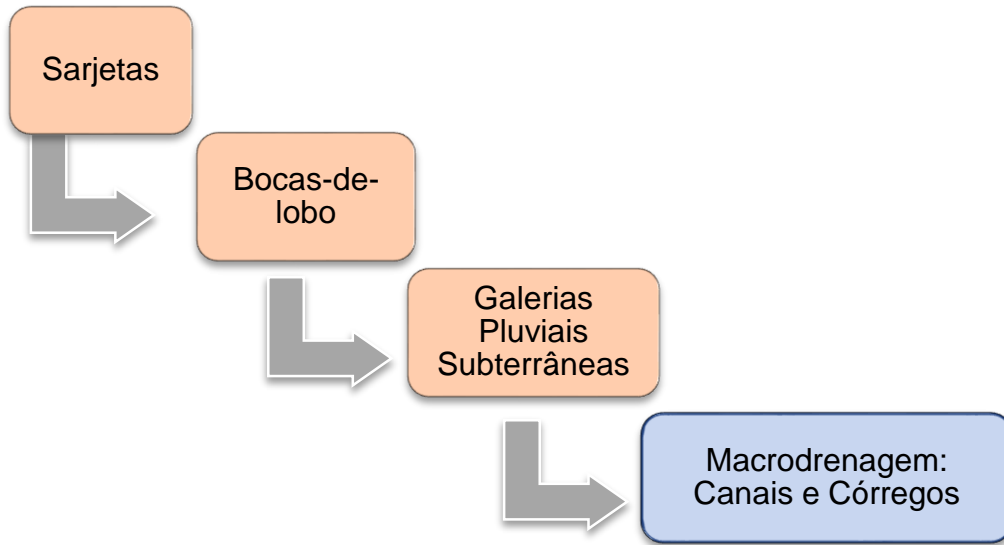 Sarjetas
Bocas-de-
lobo
Galerias
Pluviais
Subterrâneas
Macrodrenagem:
Canais e Córregos